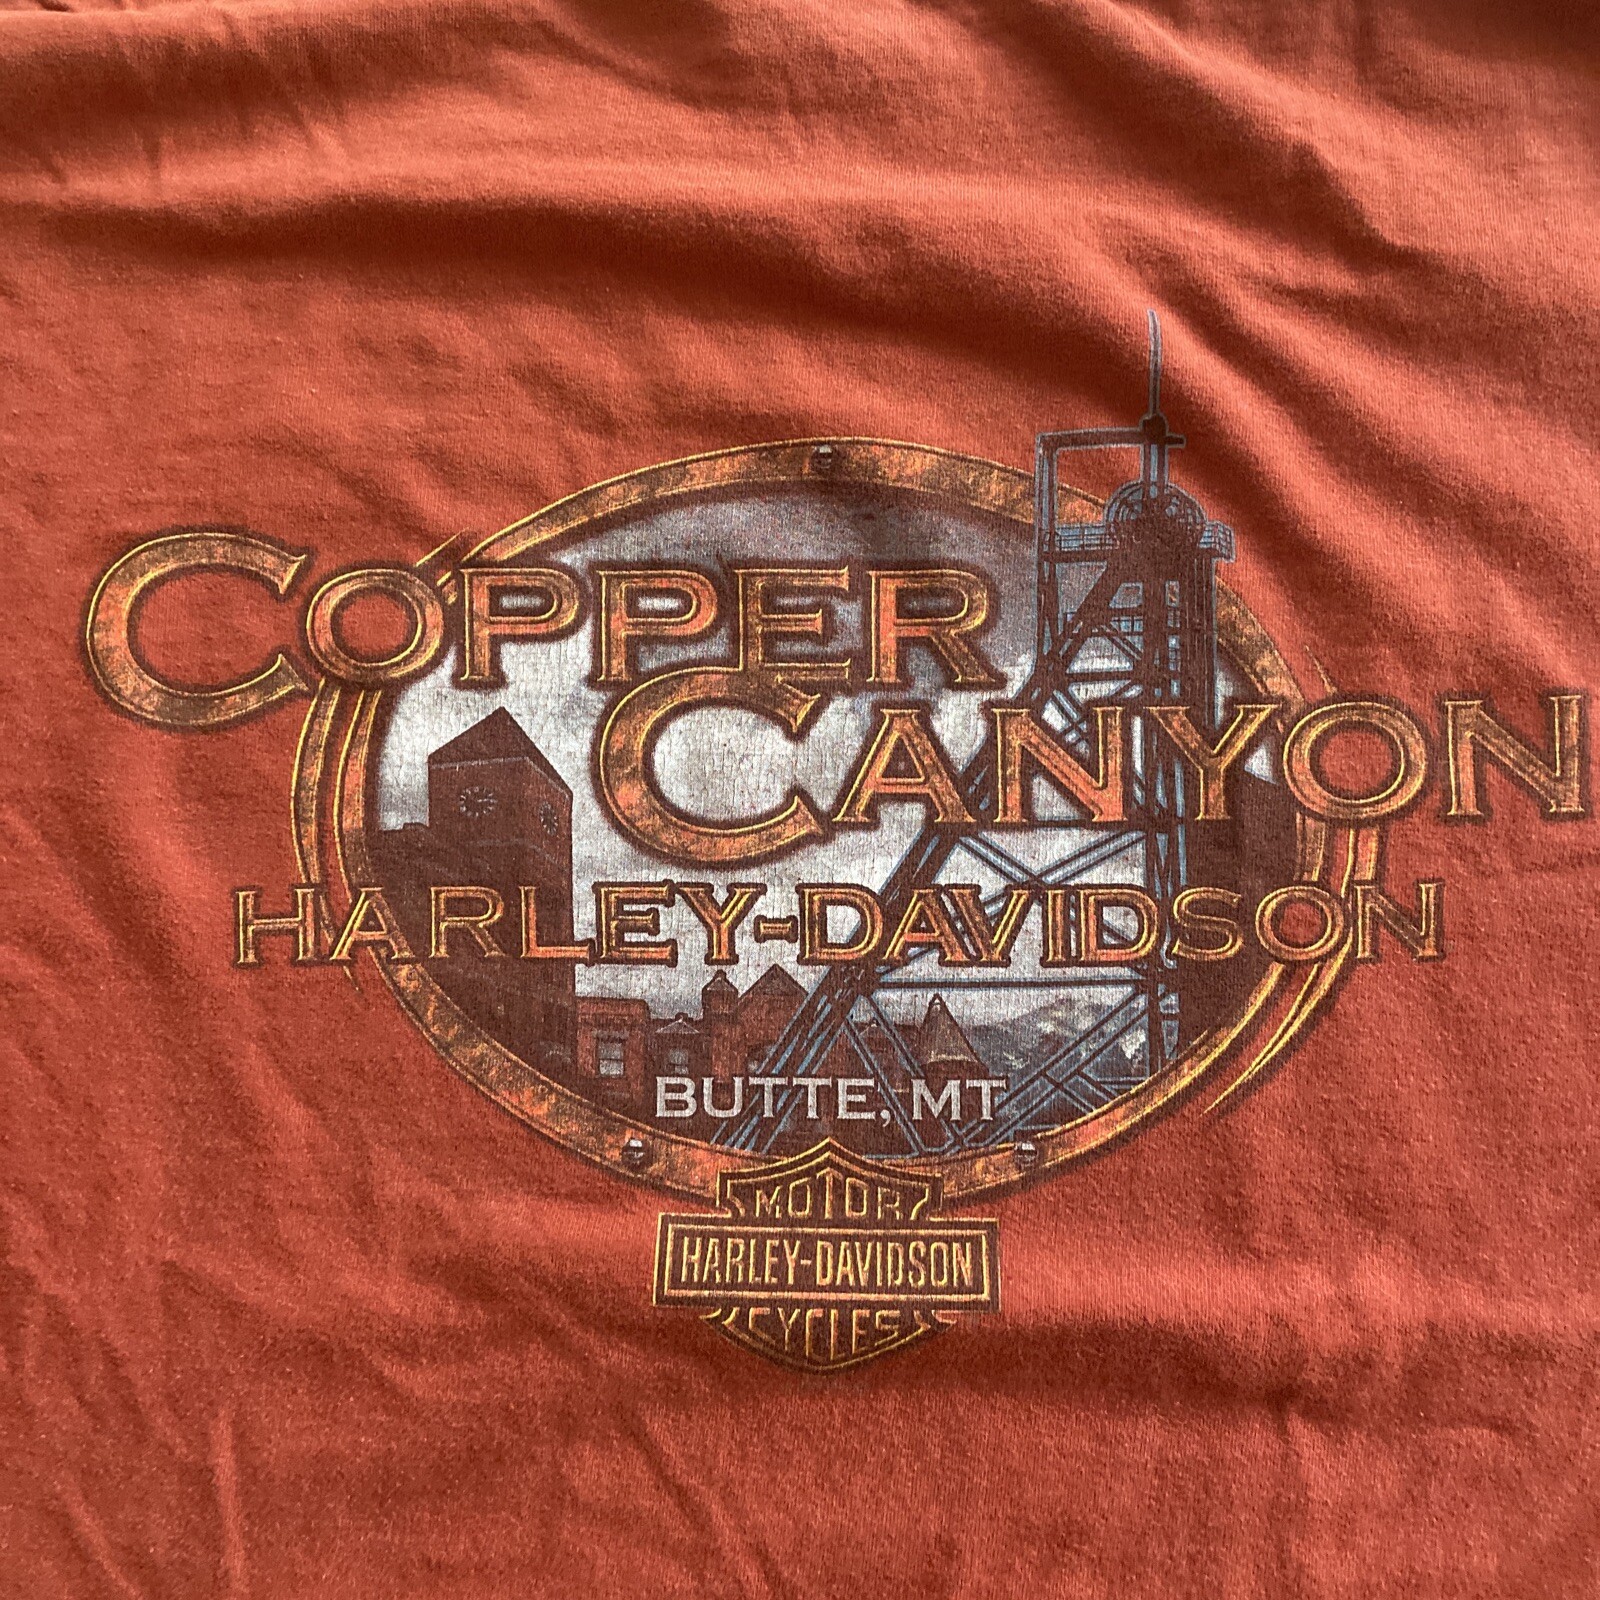 COPPER
CANYON
HARLEY-DAVIDSON
BUTTE, MT
MOTOR
HARLEY-DAVIDSON
CYCLES